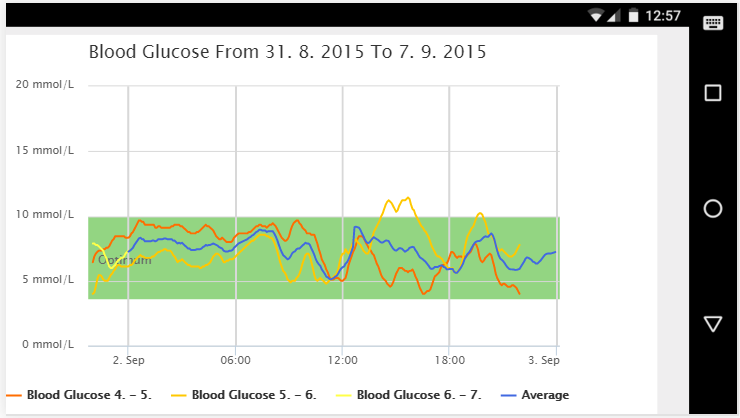 12:57
Blood Glucose From 31. 8. 2015 To 7. 9. 2015
20 mmol/L
15 mmol/L
10 mmol/L
Optimum
5 mmol/L
0 mmol/L
2. Sep 06:00 12:00 18:00 3. Sep
Blood Glucose 4. - 5. Blood Glucose 5. - 6. Blood Glucose 6. - 7. Average